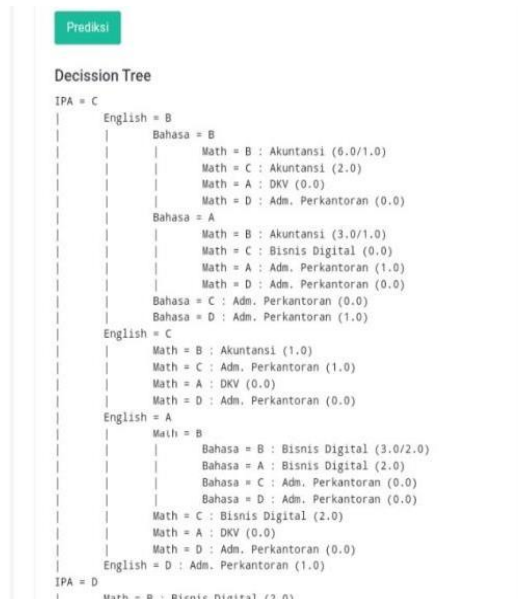 Prediksi
Decission Tree
IPA = C
| English = B
| | Bahasa = B
| | | Math = B : Akuntansi (6.0/1.0)
| | | Math = C : Akuntansi (2.0)
| | | Math = A : DKV (0.0)
| | | Math = D : Adm. Perkantoran (0.0)
| | Bahasa = A
| | | Math = B : Akuntansi (3.0/1.0)
| | | Math = C : Bisnis Digital (0.0)
| | | Math = A : Adm. Perkantoran (1.0)
| | | Math = D : Adm. Perkantoran (0.0)
| | Bahasa = C : Adm. Perkantoran (0.0)
| | Bahasa = D : Adm. Perkantoran (1.0)
| English = C
| | Math = B : Akuntansi (1.0)
| | Math = C : Adm. Perkantoran (1.0)
| | Math = A : DKV (0.0)
| | Math = D : Adm. Perkantoran (0.0)
| English = A
| | Math = B
| | | Bahasa = B : Bisnis Digital (3.0/2.0)
| | | Bahasa = A : Bisnis Digital (2.0)
| | | Bahasa = C : Adm. Perkantoran (0.0)
| | | Bahasa = D : Adm. Perkantoran (0.0)
| | Math = C : Bisnis Digital (2.0)
| | Math = A : DKV (0.0)
| | Math = D : Adm. Perkantoran (0.0)
| English = D : Adm. Perkantoran (1.0)
IPA = D
| Math = B : Bisnis Digital (2.0)